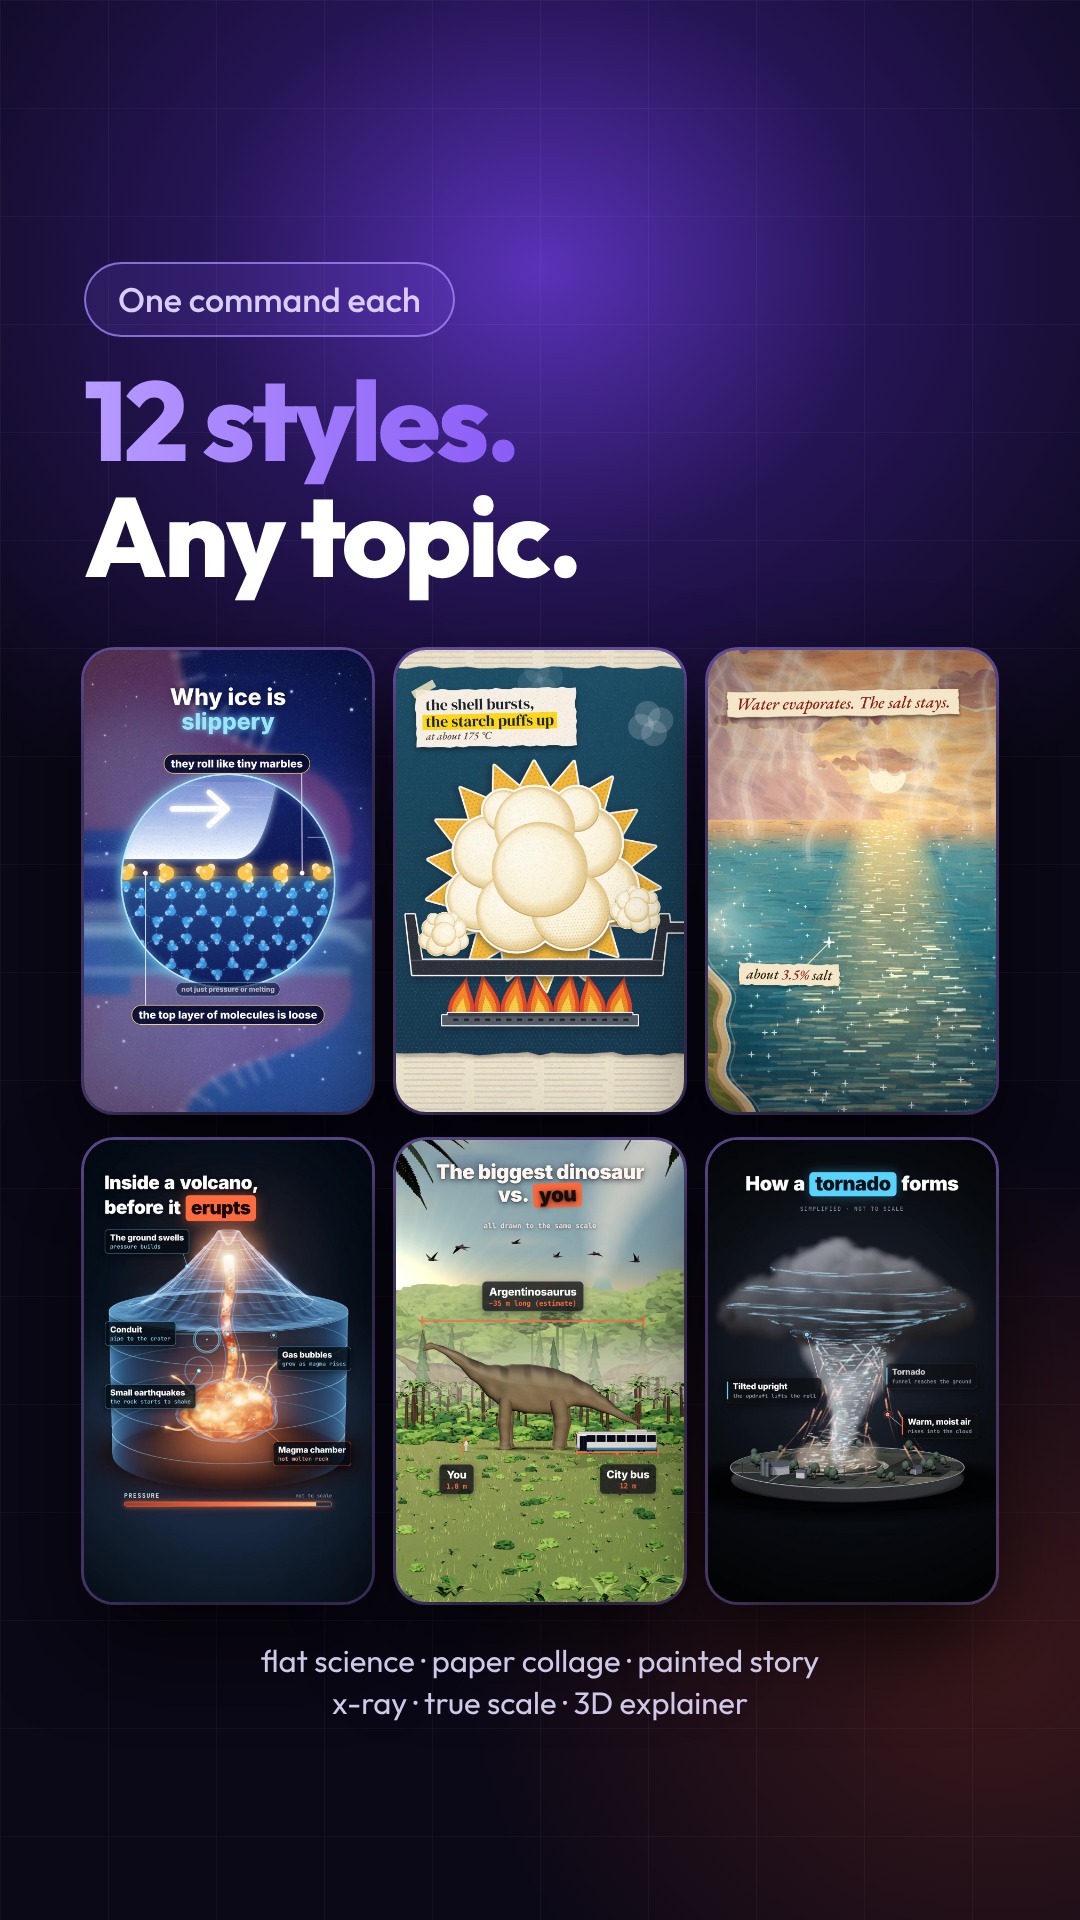 One command each
12 styles.
Any topic.
Why ice is
slippery
they roll like tiny marbles
not just pressure or melting
the top layer of molecules is loose
the shell bursts,
the starch puffs up
at about 175 °C
Water evaporates. The salt stays.
about 3.5% salt
Inside a volcano,
before it erupts
The ground swells
pressure builds
Conduit
pipe to the crater
Gas bubbles
grow as magma rises
Small earthquakes
the rock starts to shake
Magma chamber
hot molten rock
PRESSURE
not to scale
The biggest dinosaur
vs. you
all drawn to the same scale
Argentinosaurus
~35 m long (estimate)
You
1.8 m
City bus
12 m
How a tornado forms
SIMPLIFIED · NOT TO SCALE
Tornado
funnel reaches the ground
Tilted upright
the updraft lifts the roll
Warm, moist air
rises into the cloud
flat science · paper collage · painted story
x-ray · true scale · 3D explainer